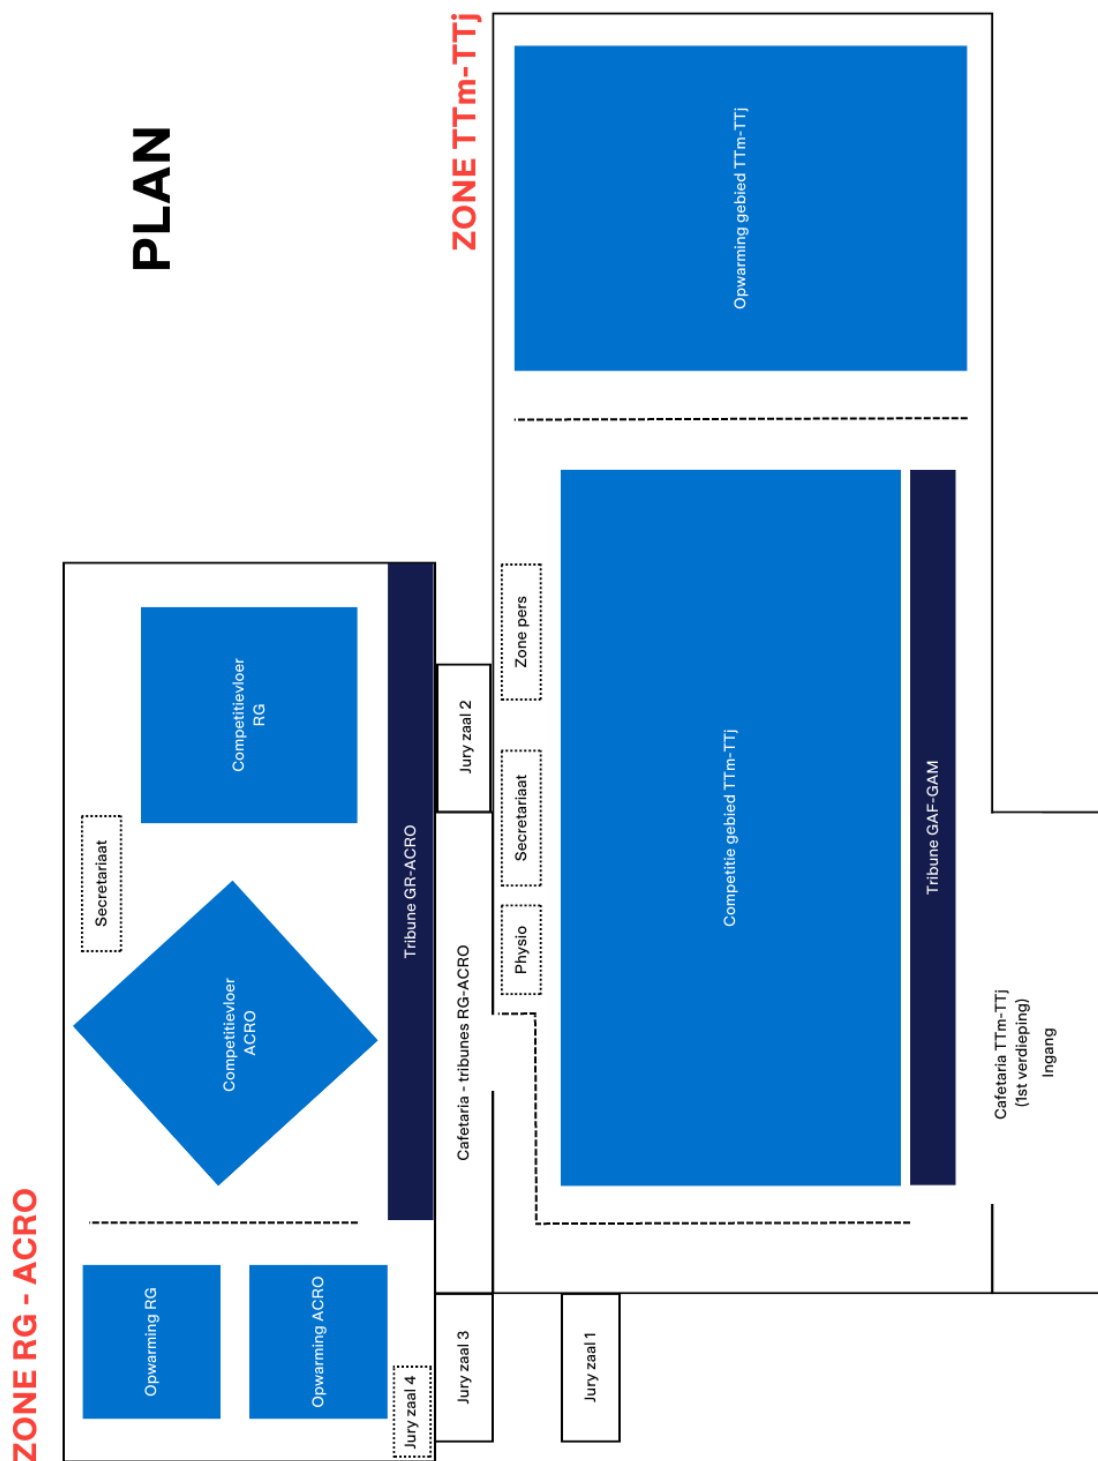 PLAN
ZONE RG - ACRO
ZONE TTm-TTj
Opwarming RG
Opwarming ACRO
Jury zaal 4
Competitievloer
ACRO
Secretariaat
Competitievloer
RG
Tribune GR-ACRO
Jury zaal 3
Cafetaria - tribunes RG-ACRO
Jury zaal 2
Jury zaal 1
Physio
Secretariaat
Zone pers
Competitie gebied TTm-TTj
Opwarming gebied TTm-TTj
Tribune GAF-GAM
Cafetaria TTm-TTj
(1st verdieping)
Ingang